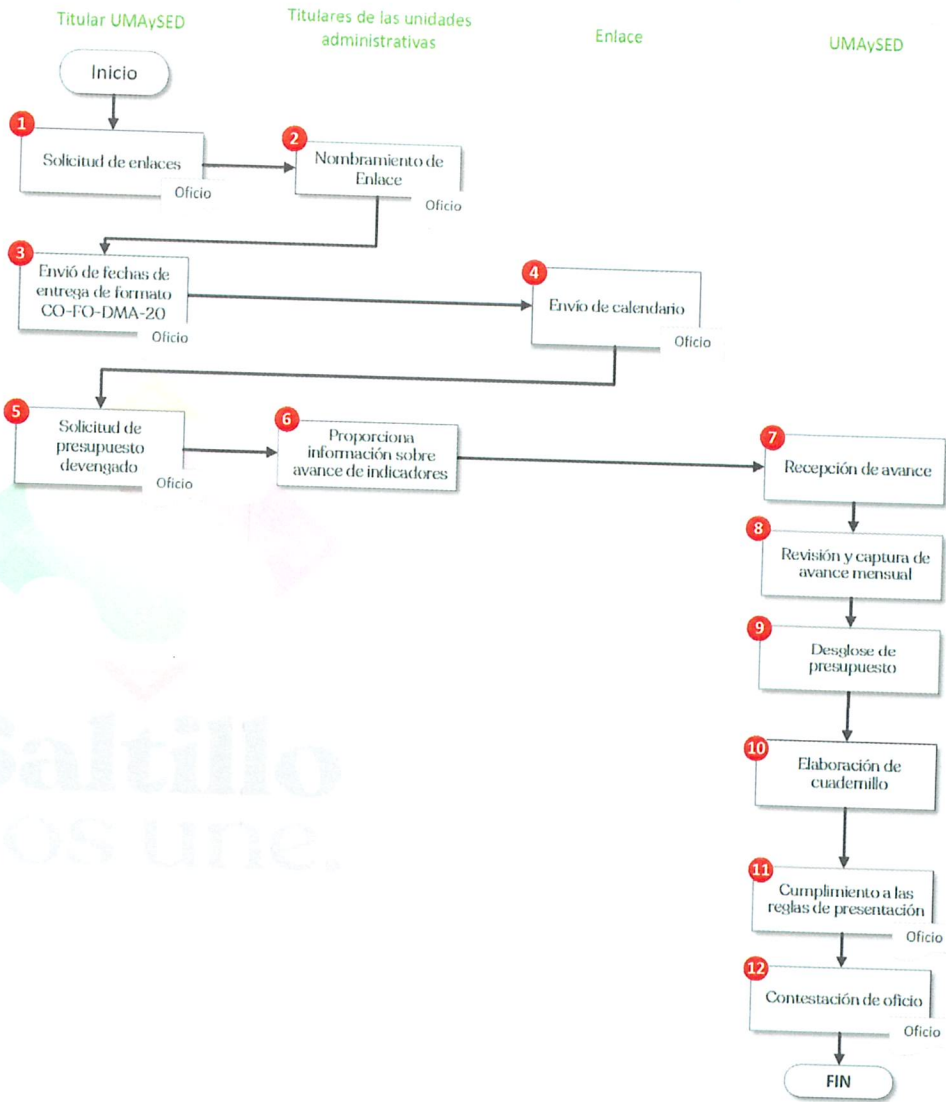 Titular UMAySED
Titulares de las unidades
administrativas
Enlace
UMAySED
Inicio
1
Solicitud de enlaces
Oficio
2
Nombramiento de
Enlace
Oficio
3
Envió de fechas de
entrega de formato
CO-FO-DMA-20
Oficio
4
Envío de calendario
Oficio
5
Solicitud de
presupuesto
devengado
Oficio
6
Proporciona
información sobre
avance de indicadores
7
Recepción de avance
8
Revisión y captura de
avance mensual
9
Desglose de
presupuesto
10
Elaboración de
cuadernillo
11
Cumplimiento a las
reglas de presentación
Oficio
12
Contestación de oficio
Oficio
FIN
Saltillo
nos une.